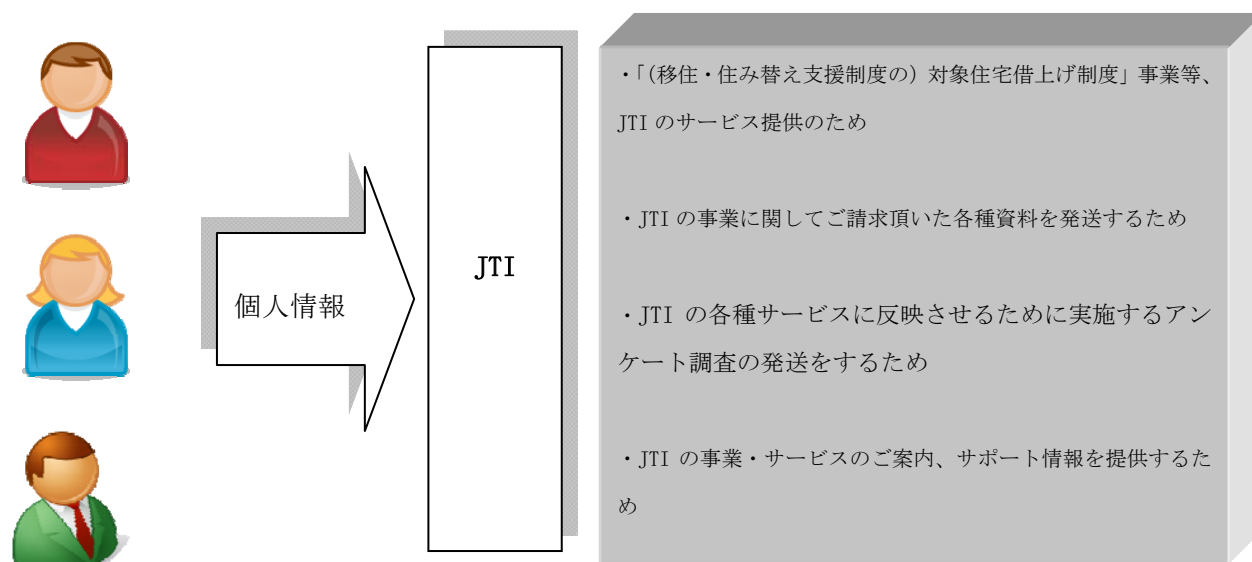 個人情報
JTI
・「(移住・住み替え支援制度の) 対象住宅借上げ制度」事業等、
JTI のサービス提供のため
・JTI の事業に関してご請求頂いた各種資料を発送するため
・JTI の各種サービスに反映させるために実施するアン
ケート調査の発送をするため
・JTI の事業・サービスのご案内、サポート情報を提供するた
め